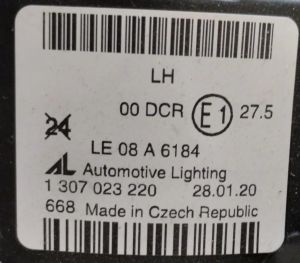 LH
00 DCR E1 27.5
24
LE 08 A 6184
AL Automotive Lighting
1 307 023 220 28.01.20
668 Made in Czech Republic